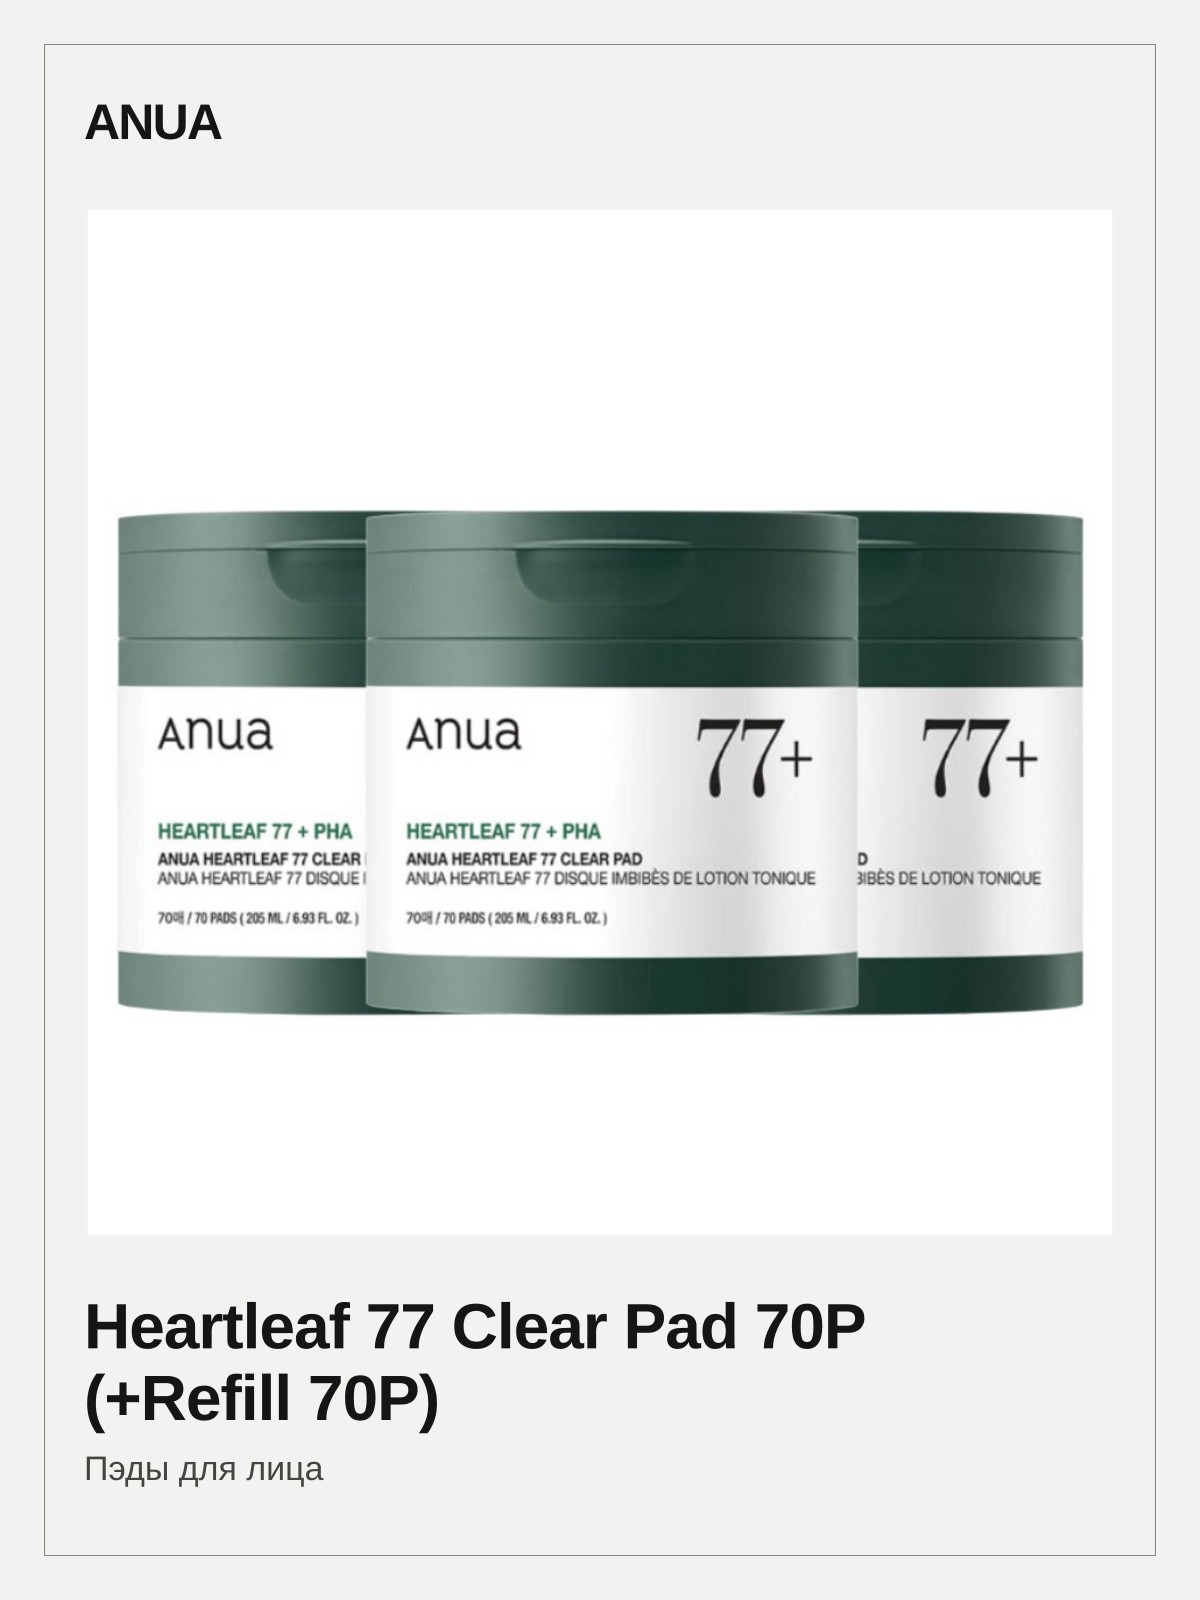 ANUA
Anua
HEARTLEAF 77 + PHA
ANUA HEARTLEAF 77 CLEAR
ANUA HEARTLEAF 77 DISQUE
70매 / 70 PADS ( 205 ML / 6.93 FL. OZ. )
Anua 77+
HEARTLEAF 77 + PHA
ANUA HEARTLEAF 77 CLEAR PAD
ANUA HEARTLEAF 77 DISQUE IMBIBÈS DE LOTION TONIQUE
70매 / 70 PADS ( 205 ML / 6.93 FL. OZ. )
77+
DE LOTION TONIQUE
Heartleaf 77 Clear Pad 70P
(+Refill 70P)
Пэды для лица